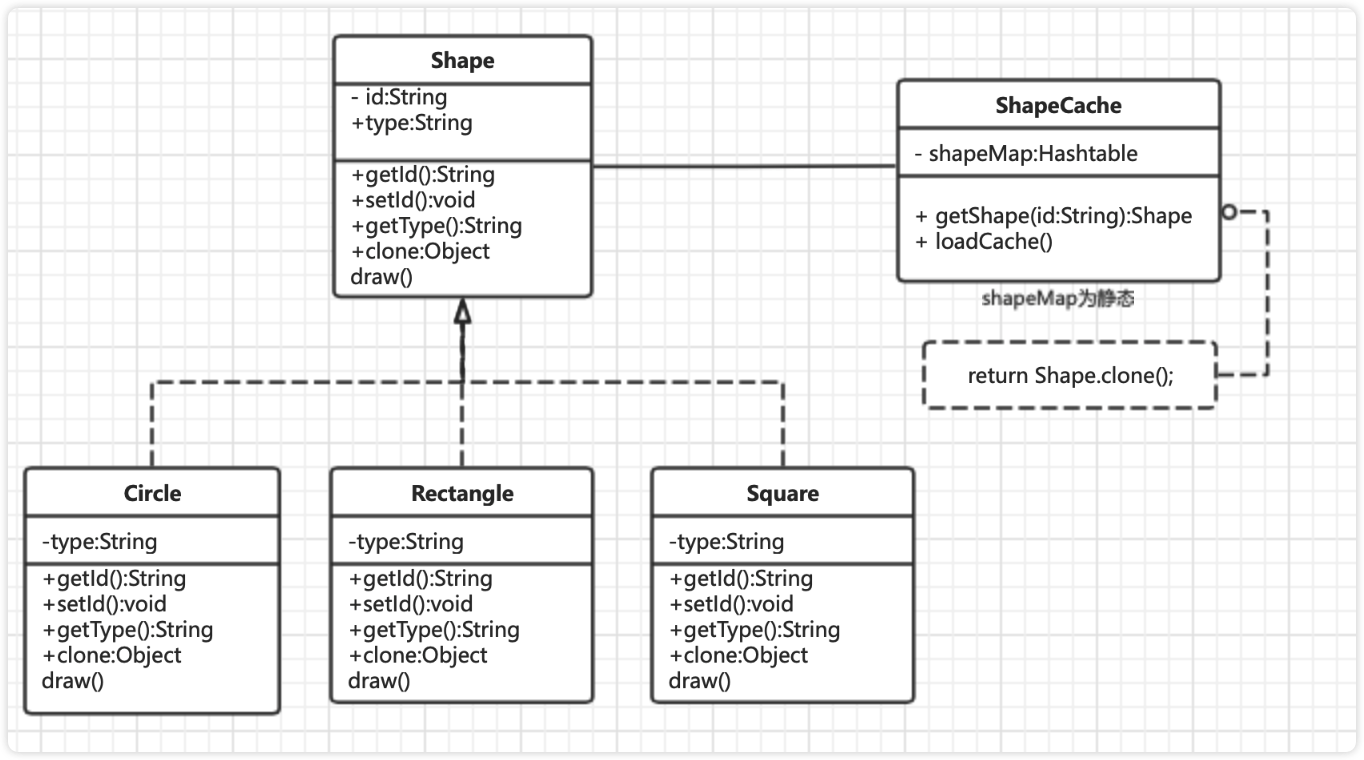 Shape
- id:String
+type:String
+getId():String
+setId():void
+getType():String
+clone:Object
draw()
ShapeCache
- shapeMap:Hashtable
+ getShape(id:String):Shape
+ loadCache()
shapeMap为静态
return Shape.clone();
Circle
-type:String
+getId():String
+setId():void
+getType():String
+clone:Object
draw()
Rectangle
-type:String
+getId():String
+setId():void
+getType():String
+clone:Object
draw()
Square
-type:String
+getId():String
+setId():void
+getType():String
+clone:Object
draw()